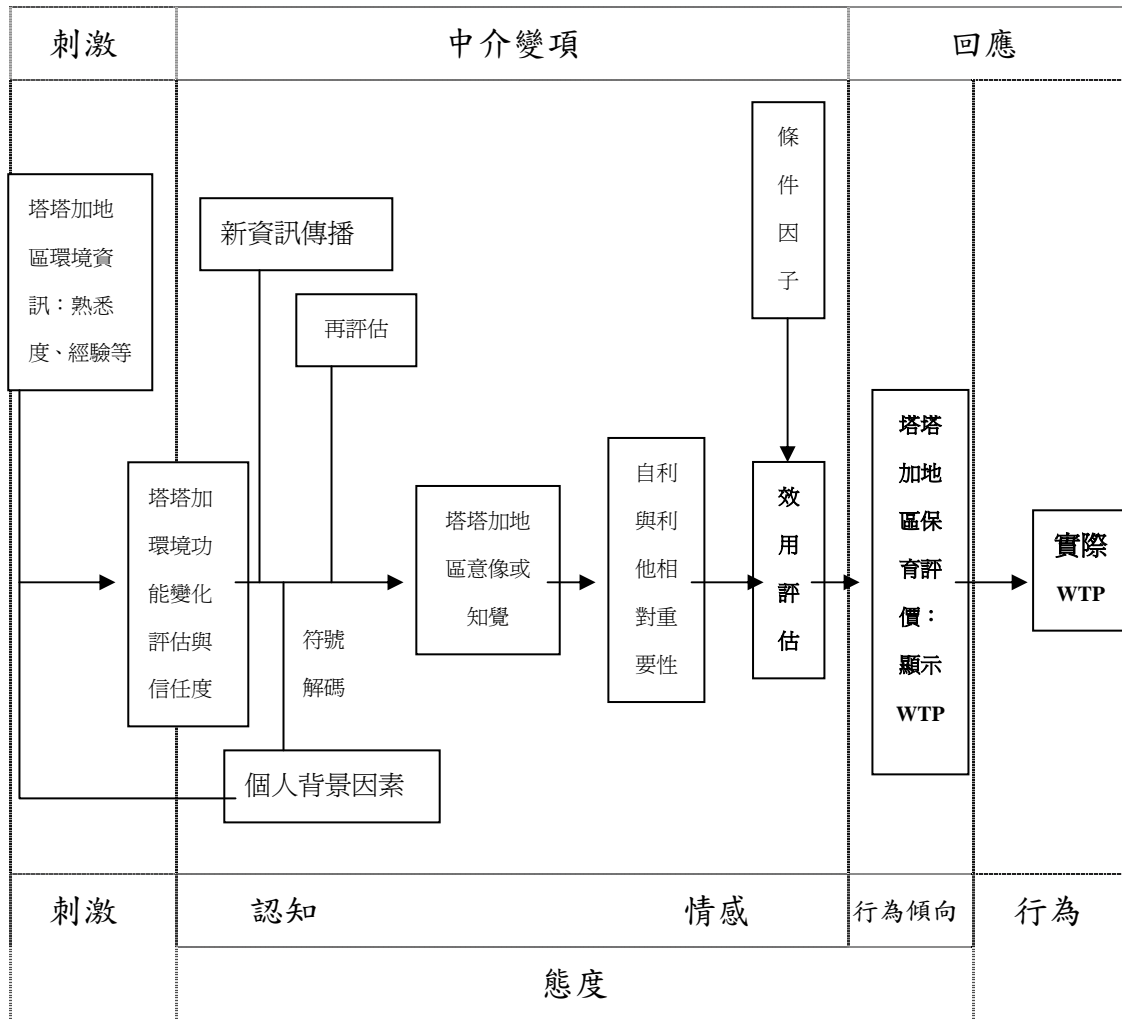 刺激
中介變項
回應
條
件
因
子
塔塔加地
區環境資
訊：熟悉
度、經驗等
新資訊傳播
再評估
塔塔加
環境功
能變化
評估與
信任度
符號
解碼
塔塔加地
區意像或
知覺
自利
與利
他相
對重
要性
效
用
評
估
塔塔
加地
區保
育評
價：
顯示
WTP
實際
WTP
個人背景因素
刺激
認知
情感
行為傾向
行為
態度